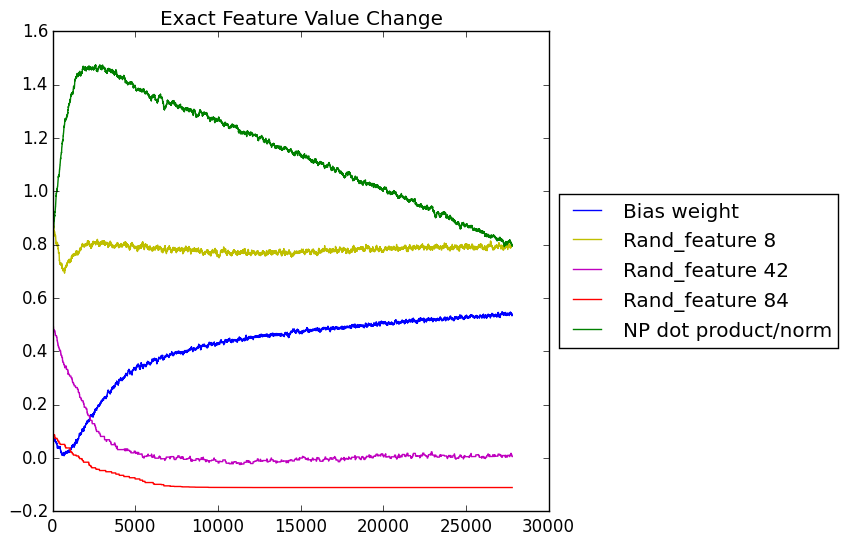 Exact Feature Value Change
1.6
1.4
1.2
1.0
0.8
0.6
0.4
0.2
0.0
−0.2
0 5000 10000 15000 20000 25000 30000
Bias weight
Rand_feature 8
Rand_feature 42
Rand_feature 84
NP dot product/norm